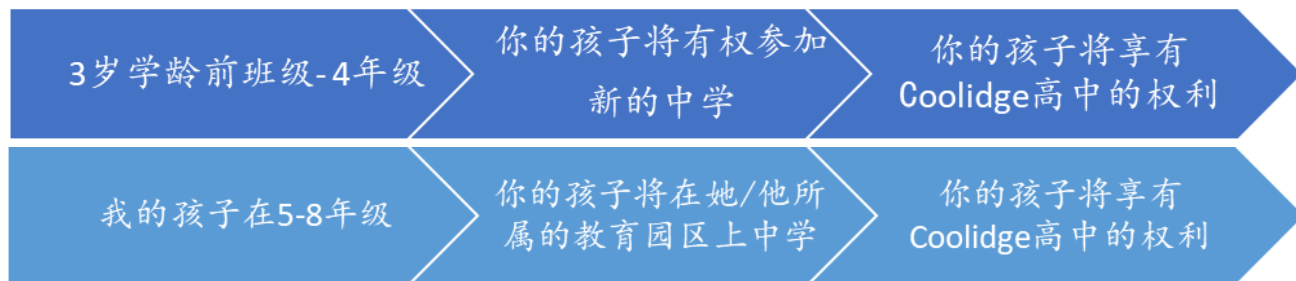 3岁学龄前班级-4年级
你的孩子将有权参加
新的中学
你的孩子将享有
Coolidge高中的权利
我的孩子在5-8年级
你的孩子将在她/他所
属的教育园区上中学
你的孩子将享有
Coolidge高中的权利